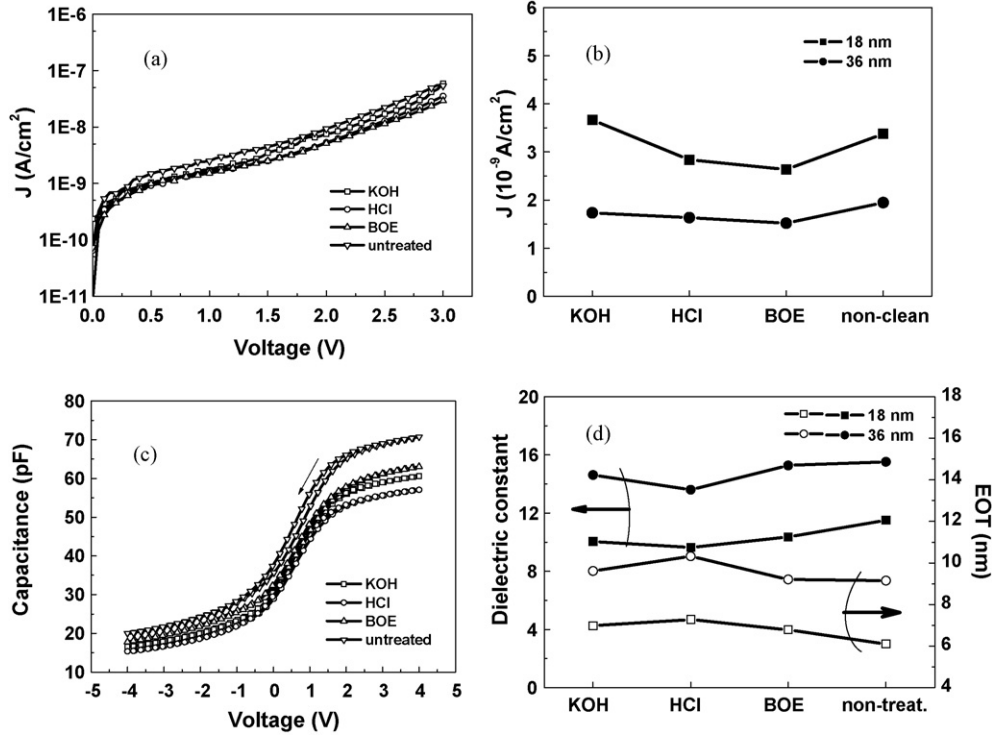 (a)
J (A/cm²)
1E-6
1E-7
1E-8
1E-9
1E-10
1E-11
KOH
HCl
BOE
untreated
0.0 0.5 1.0 1.5 2.0 2.5 3.0
Voltage (V)
(b)
J (10⁻⁹ A/cm²)
6
5
4
3
2
1
0
18 nm
36 nm
KOH HCl BOE non-clean
(c)
Capacitance (pF)
80
70
60
50
40
30
20
10
KOH
HCl
BOE
untreated
-5 -4 -3 -2 -1 0 1 2 3 4 5
Voltage (V)
(d)
Dielectric constant
20
16
12
8
4
0
18 nm
36 nm
18
16
14
12
10
8
6
4
EOT (nm)
KOH HCl BOE non-treat.